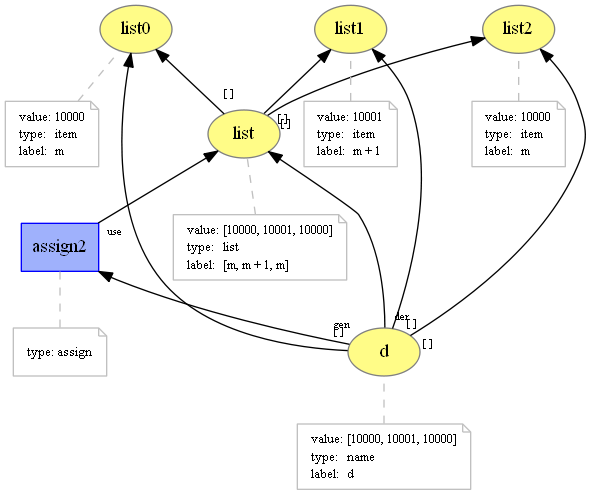 list0
list1
list2
value: 10000
type: item
label: m
value: 10001
type: item
label: m + 1
value: 10000
type: item
label: m
[ ]
[ ]
[ ]
list
use
value: [10000, 10001, 10000]
type: list
label: [m, m + 1, m]
assign2
type: assign
gen
[ ]
der
[ ]
[ ]
d
value: [10000, 10001, 10000]
type: name
label: d